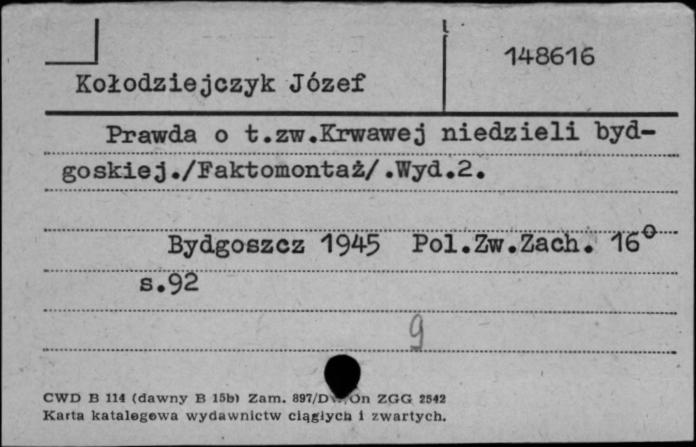 148616
Kołodziejczyk Józef
Prawda o t.zw.Krwawej niedzieli byd-
goskiej./Faktomontaż/.Wyd.2.
Bydgoszcz 1945 Pol.Zw.Zach. 16°
s.92
9
CWD B 114 (dawny B 15b) Zam. 897/D On ZGG 2542
Karta katalogowa wydawnictw ciągłych i zwartych.